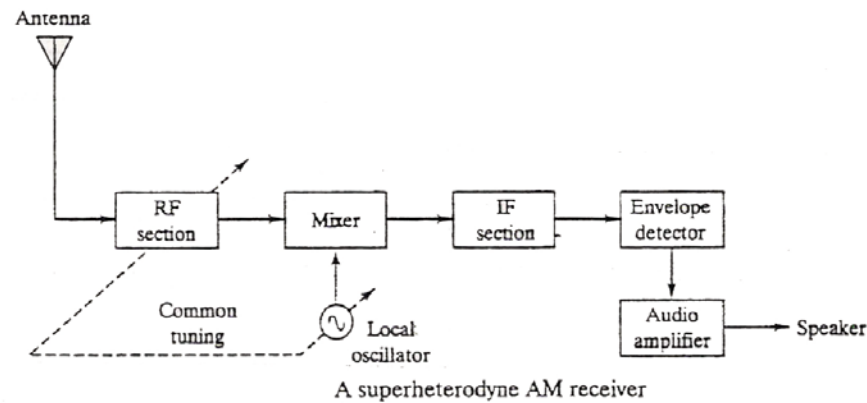 Antenna
RF
section
Mixer
IF
section
Envelope
detector
Common
tuning
Local
oscillator
Audio
amplifier
Speaker
A superheterodyne AM receiver